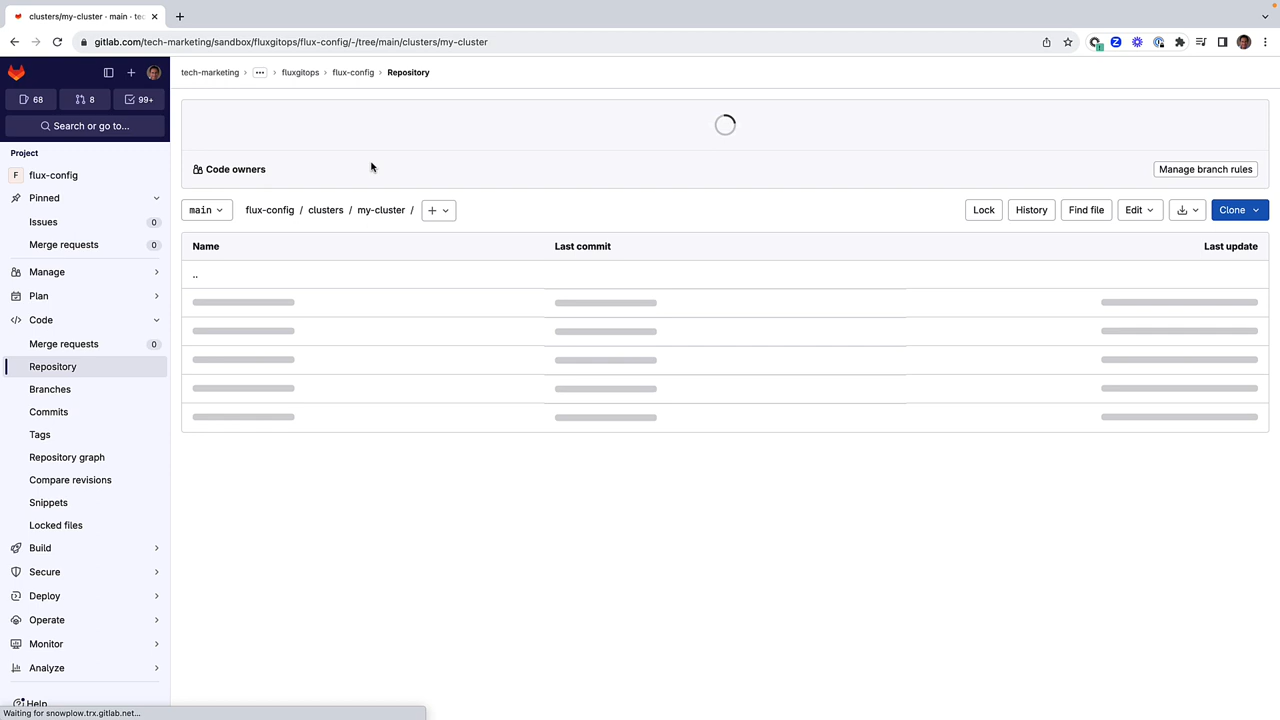 clusters/my-cluster · main · tec
gitlab.com/tech-marketing/sandbox/fluxgitops/flux-config/-/tree/main/clusters/my-cluster
68
8
99+
Search or go to...
Project
F flux-config
Pinned
Issues 0
Merge requests 0
Manage
Plan
Code
Merge requests 0
Repository
Branches
Commits
Tags
Repository graph
Compare revisions
Snippets
Locked files
Build
Secure
Deploy
Operate
Monitor
Analyze
Help
Waiting for snowplow.trx.gitlab.net...
tech-marketing › ... › fluxgitops › flux-config › Repository
Code owners
Manage branch rules
main
flux-config / clusters / my-cluster /
Lock
History
Find file
Edit
Clone
Name Last commit Last update
..